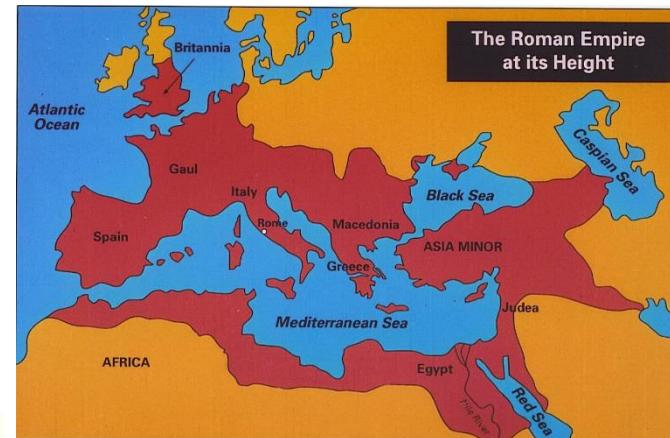 The Roman Empire
at its Height
Britannia
Atlantic
Ocean
Caspian Sea
Gaul
Italy
Black Sea
Rome
Macedonia
Spain
ASIA MINOR
Greece
Judea
Mediterranean Sea
AFRICA
Egypt
Red Sea
Nile River